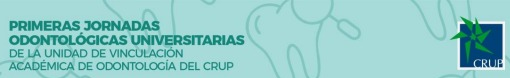 PRIMERAS JORNADAS
ODONTOLÓGICAS UNIVERSITARIAS
DE LA UNIDAD DE VINCULACIÓN
ACADÉMICA DE ODONTOLOGÍA DEL CRUP
CRUP